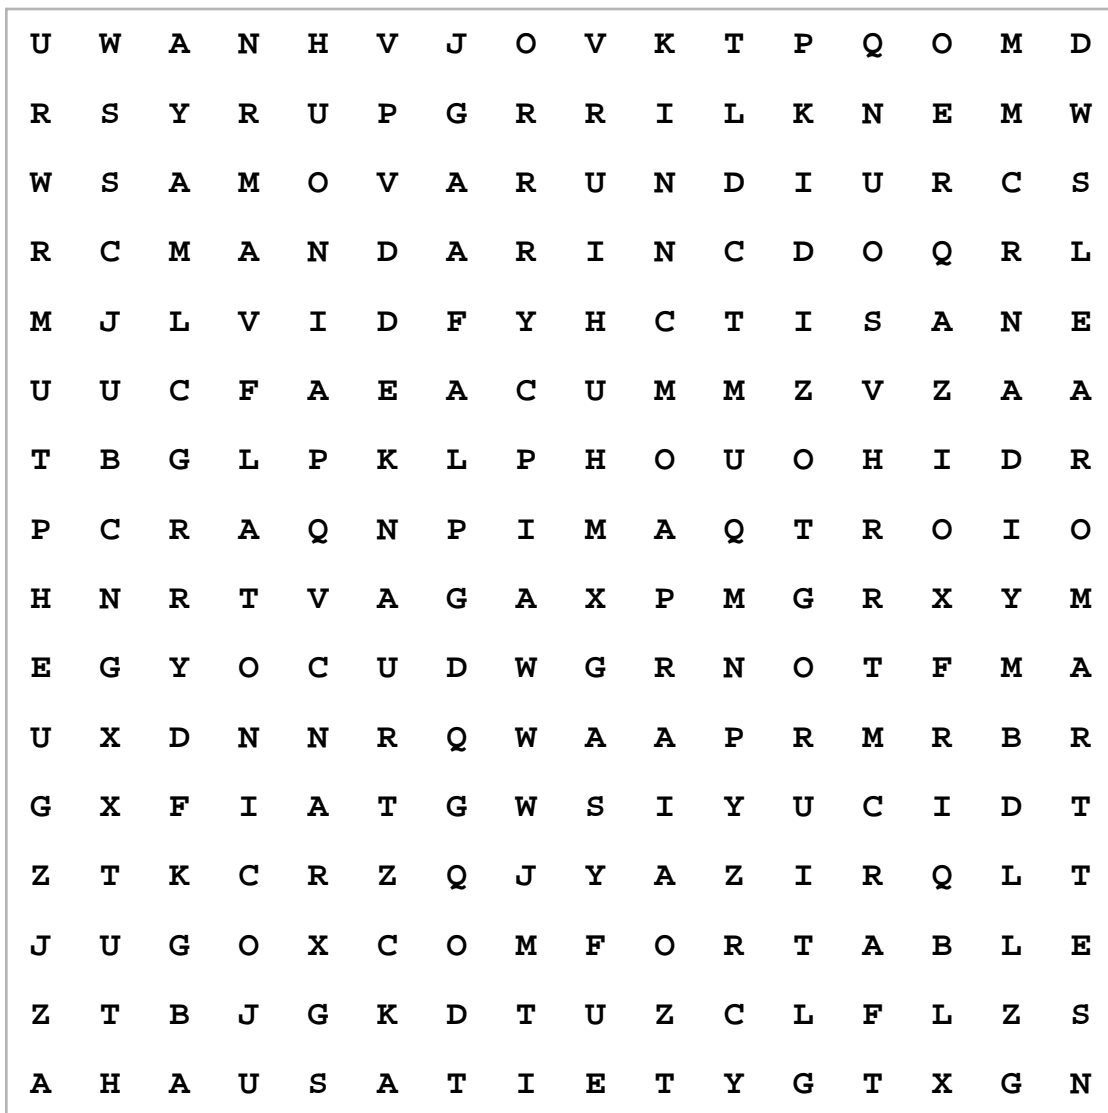 U W A N H V J O V K T P Q O M D
R S Y R U P G R R I L K N E M W
W S A M O V A R U N D I U R C S
R C M A N D A R I N C D O Q R L
M J L V I D F Y H C T I S A N E
U U C F A E A C U M M Z V Z A A
T B G L P K L P H O U O H I D R
P C R A Q N P I M A Q T R O I O
H N R T V A G A X P M G R X Y M
E G Y O C U D W G R N O T F M A
U X D N N R Q W A A P R M R B R
G X F I A T G W S I Y U C I D T
Z T K C R Z Q J Y A Z I R Q L T
J U G O X C O M F O R T A B L E
Z T B J G K D T U Z C L F L Z S
A H A U S A T I E T Y G T X G N